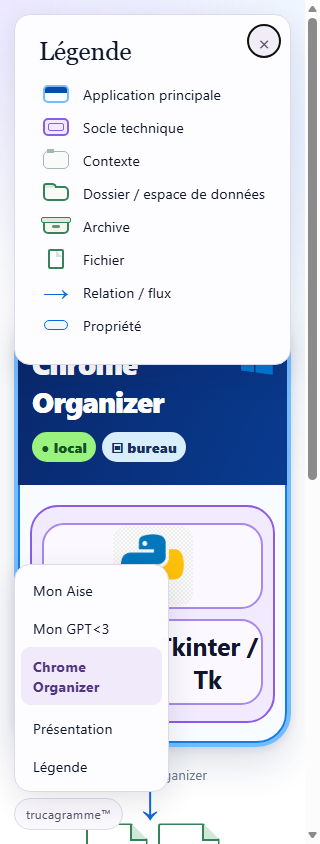 Légende
×
Application principale
Socle technique
Contexte
Dossier / espace de données
Archive
Fichier
Relation / flux
Propriété
Chrome
Organizer
local
bureau
Tkinter /
Tk
Mon Aise
Mon GPT<3
Chrome
Organizer
Présentation
Légende
trucagramme™